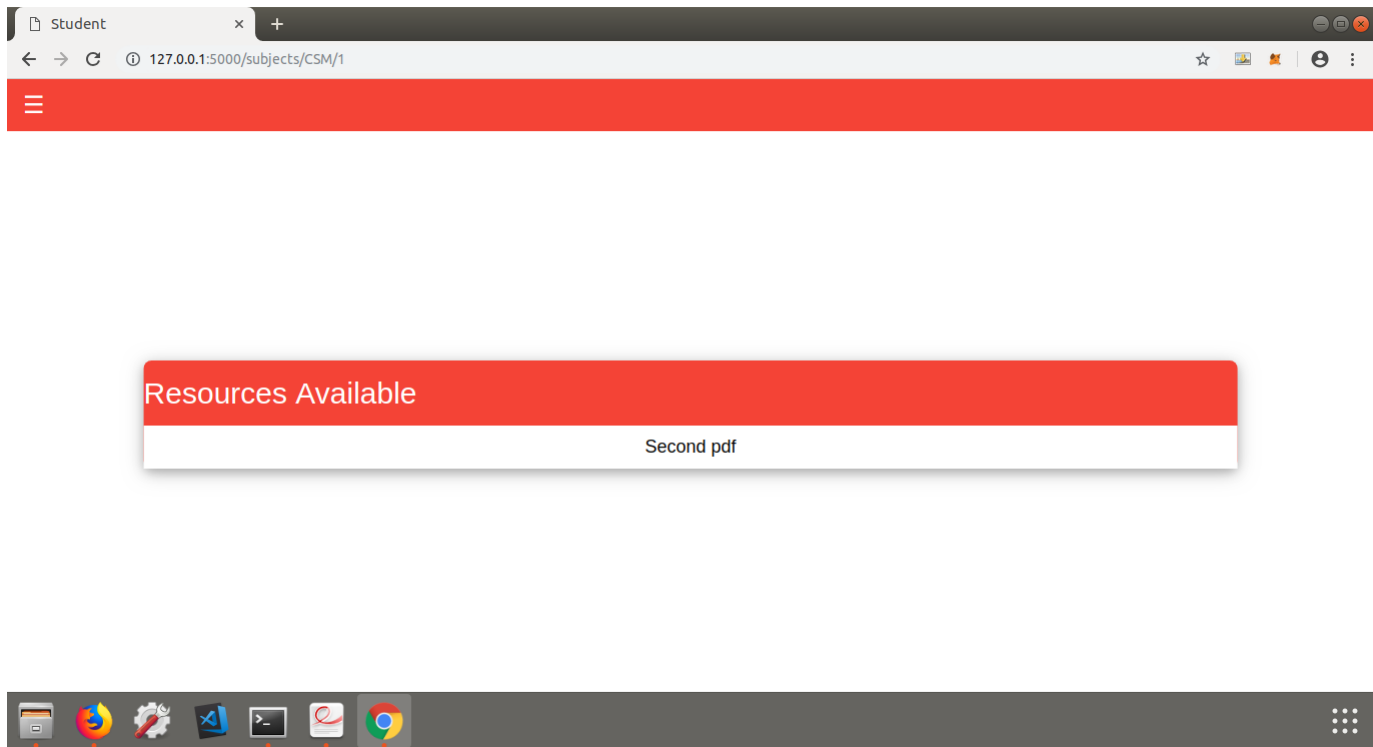 Student
127.0.0.1:5000/subjects/CSM/1
Resources Available
Second pdf